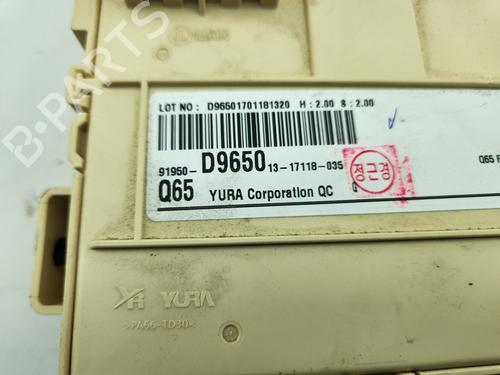 LOT NO : D96501701181320 H : 2.00 S : 2.00
91950- D9650 13-17118-035
Q65 YURA Corporation QC G
Q65
YURA
>PA66-TD30<
B-PARTS